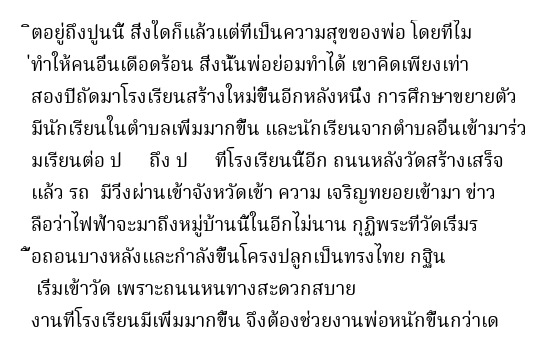 ิตอยู่ถึงปูนนี้ สิ่งใดก็แล้วแต่ที่เป็นความสุขของพ่อ โดยที่ไม
่ทำให้คนอื่นเดือดร้อน สิ่งนั้นพ่อย่อมทำได้ เขาคิดเพียงเท่า
สองปีถัดมาโรงเรียนสร้างใหม่ขึ้นอีกหลังหนึ่ง การศึกษาขยายตัว
มีนักเรียนในตำบลเพิ่มมากขึ้น และนักเรียนจากตำบลอื่นเข้ามาร่ว
มเรียนต่อ ป ถึง ป ที่โรงเรียนนี้อีก ถนนหลังวัดสร้างเสร็จ
แล้ว รถ มีวิ่งผ่านเข้าจังหวัดเข้า ความ เจริญทยอยเข้ามา ข่าว
ลือว่าไฟฟ้าจะมาถึงหมู่บ้านนี้ในอีกไม่นาน กุฏิพระที่วัดเริ่มร
ื้อถอนบางหลังและกำลังขึ้นโครงปลูกเป็นทรงไทย กฐิน
เริ่มเข้าวัด เพราะถนนหนทางสะดวกสบาย
งานที่โรงเรียนมีเพิ่มมากขึ้น จึงต้องช่วยงานพ่อหนักขึ้นกว่าเด